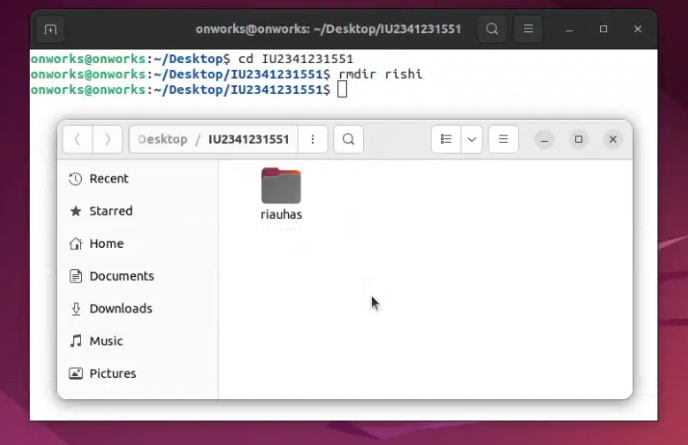 onworks@onworks: ~/Desktop/IU2341231551
onworks@onworks:~/Desktop$ cd IU2341231551
onworks@onworks:~/Desktop/IU2341231551$ rmdir rishi
onworks@onworks:~/Desktop/IU2341231551$
Desktop / IU2341231551
Recent
Starred
Home
Documents
Downloads
Music
Pictures
riauhas